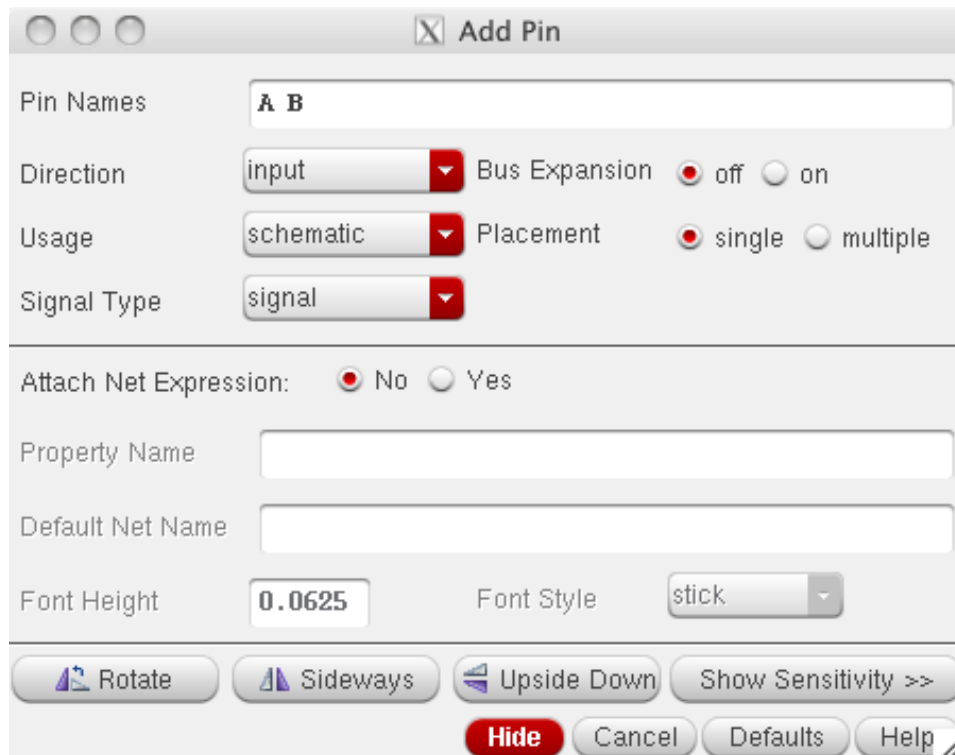 Add Pin
Pin Names A B
Direction input Bus Expansion off on
Usage schematic Placement single multiple
Signal Type signal
Attach Net Expression: No Yes
Property Name
Default Net Name
Font Height 0.0625 Font Style stick
Rotate Sideways Upside Down Show Sensitivity >>
Hide Cancel Defaults Help